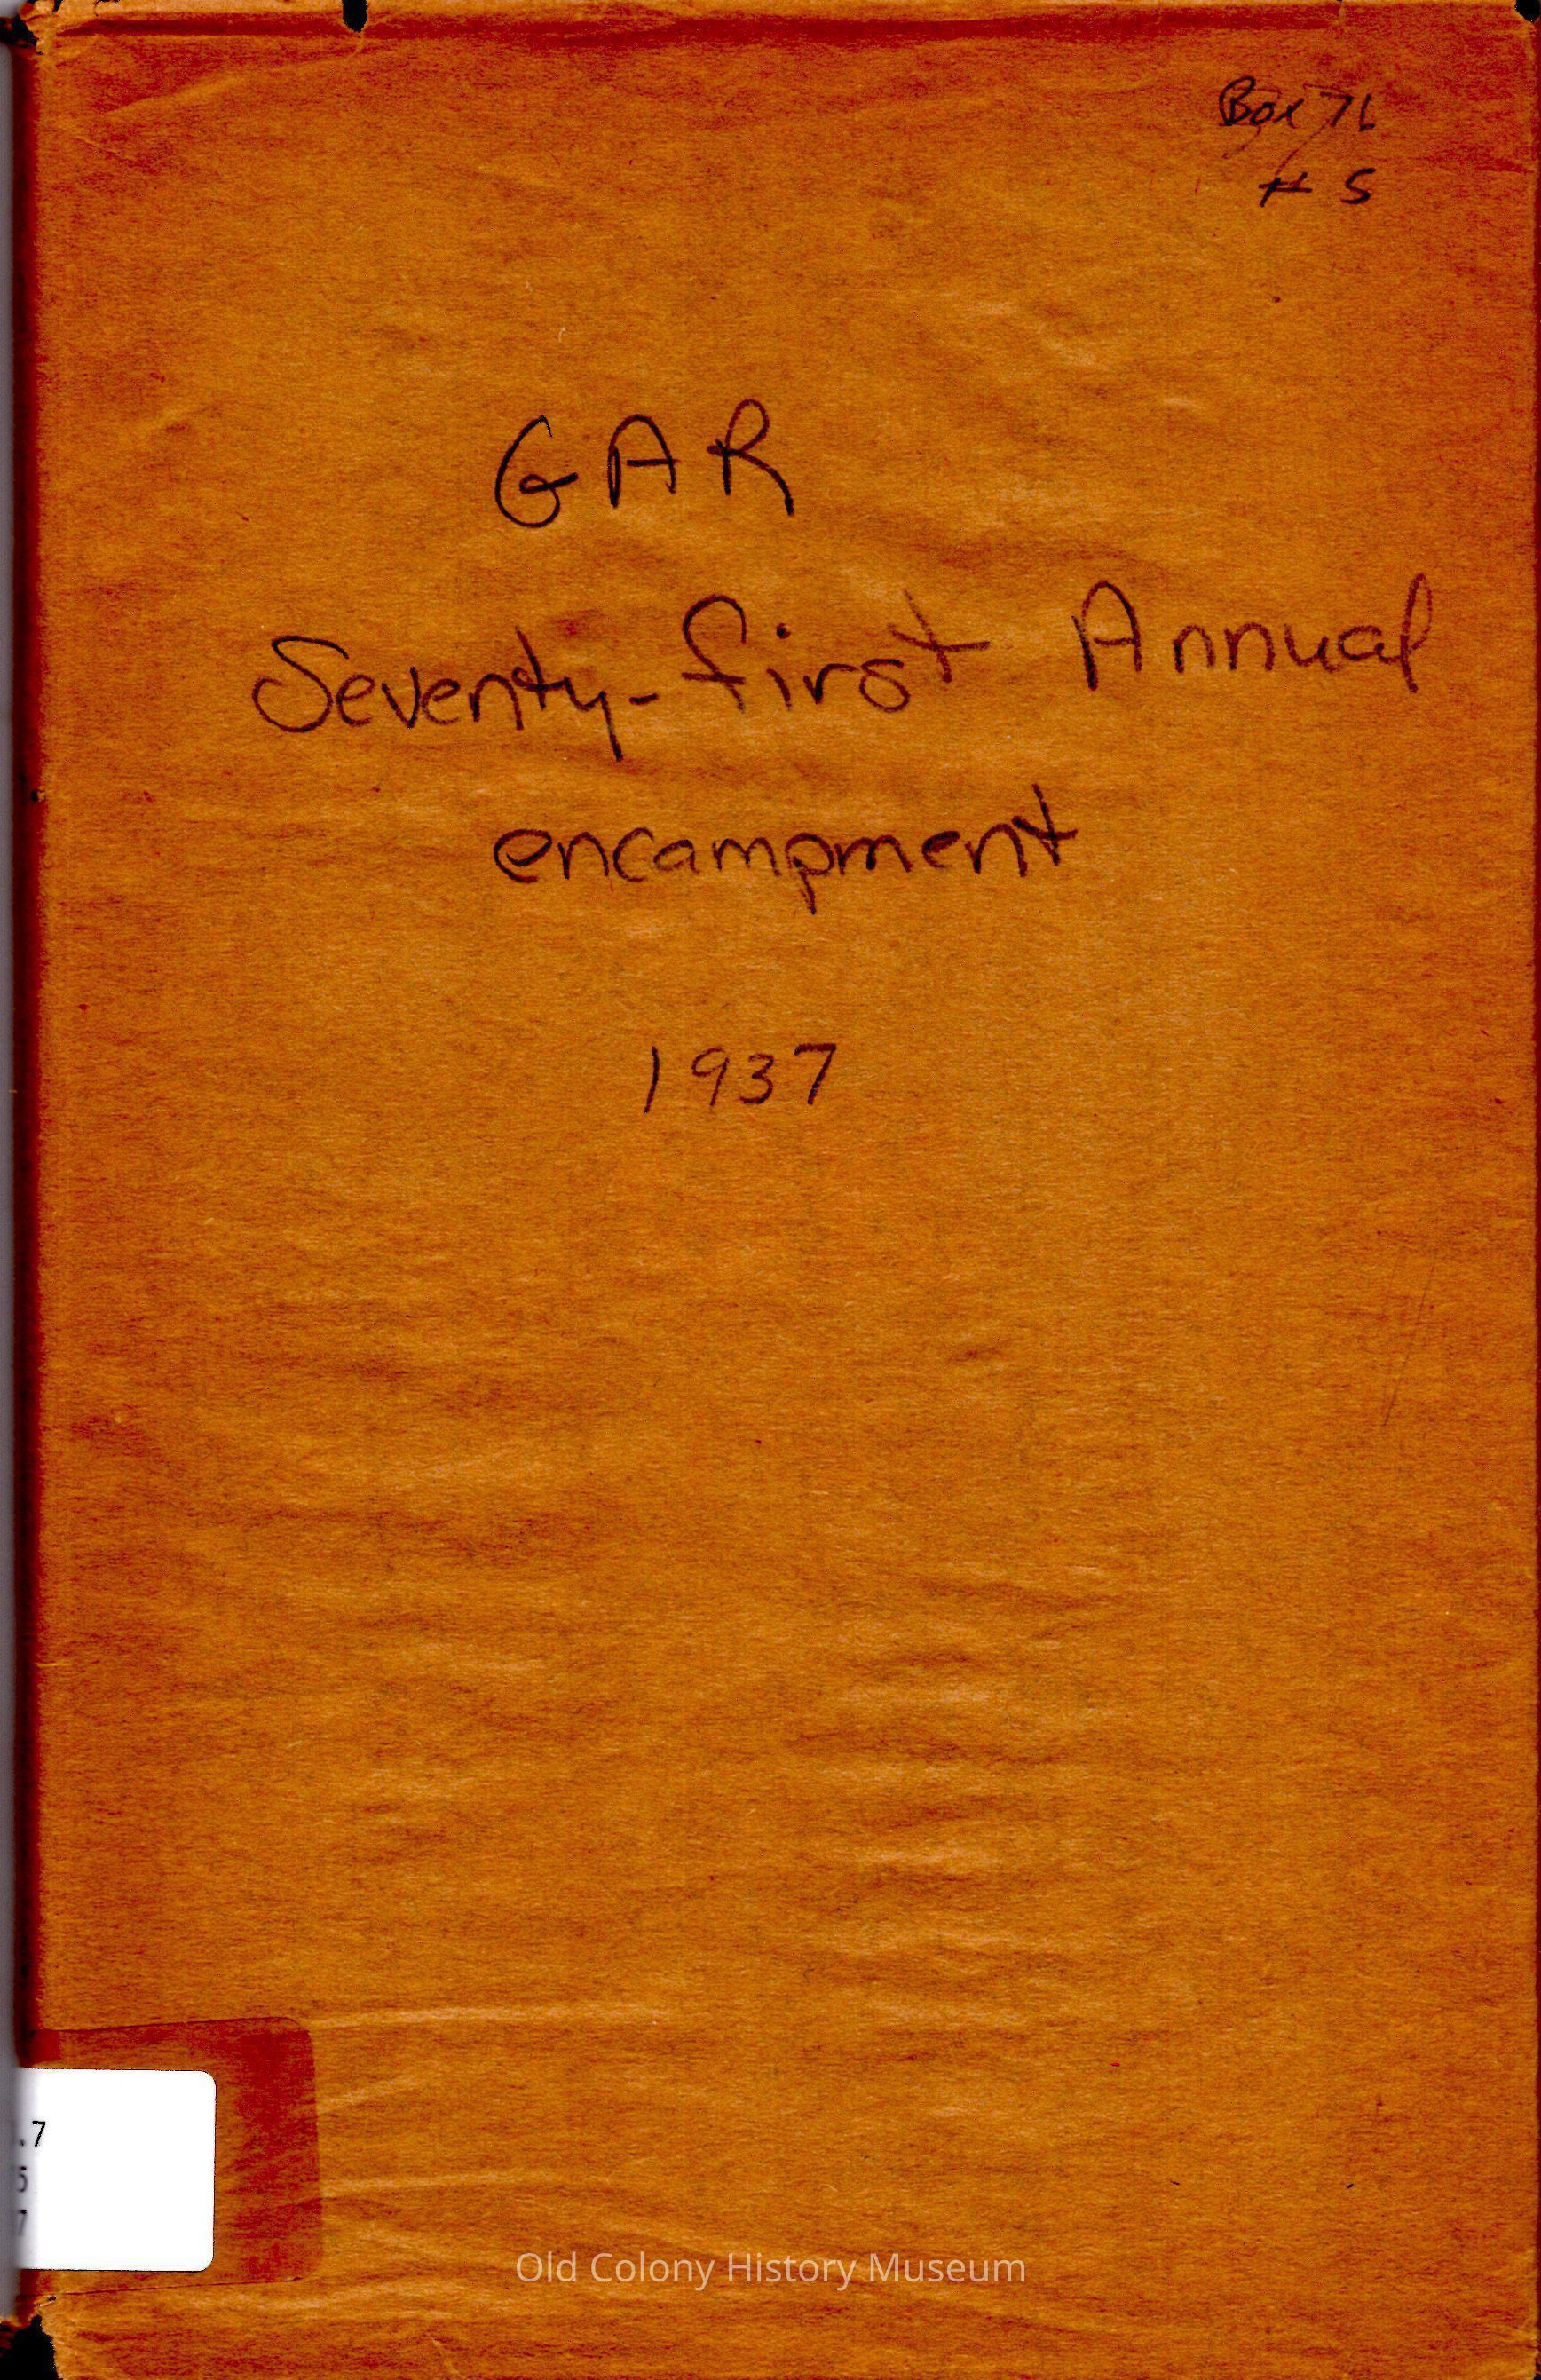 Box 76
# 5
GAR
Seventy-first Annual
encampment
1937
.7
5
7
Old Colony History Museum